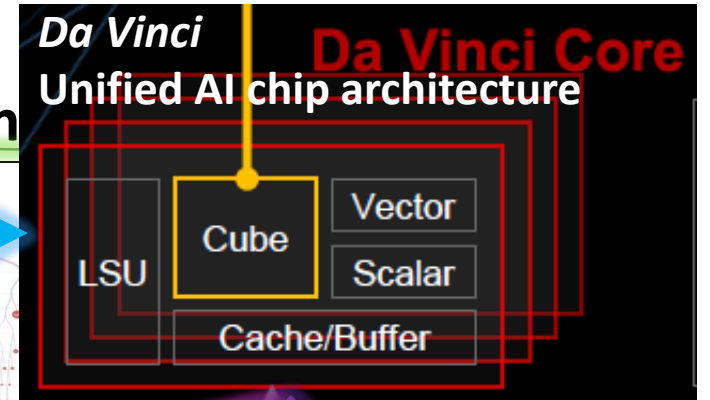 Da Vinci
Da Vinci Core
Unified AI chip architecture
n
LSU
Cube
Vector
Scalar
Cache/Buffer